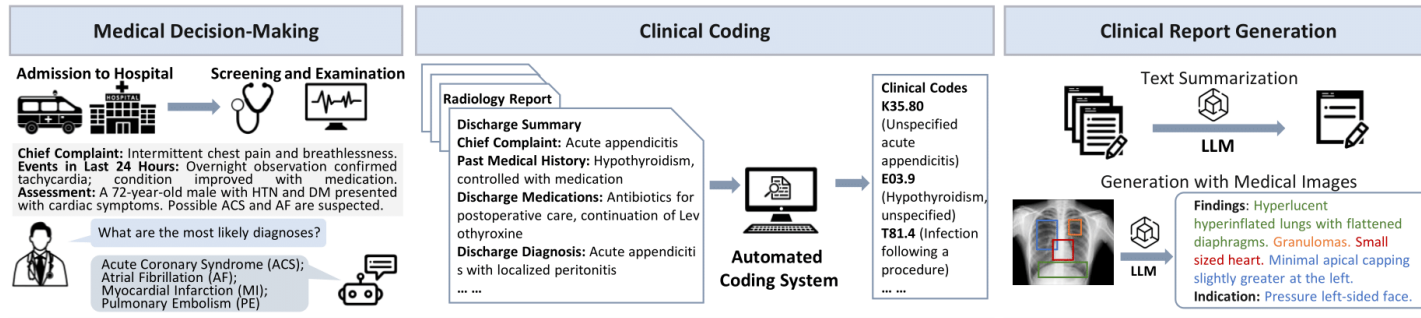 Medical Decision-Making
Admission to Hospital
Screening and Examination
HOSPITAL
Chief Complaint: Intermittent chest pain and breathlessness.
Events in Last 24 Hours: Overnight observation confirmed
tachycardia; condition improved with medication.
Assessment: A 72-year-old male with HTN and DM presented
with cardiac symptoms. Possible ACS and AF are suspected.
What are the most likely diagnoses?
Acute Coronary Syndrome (ACS);
Atrial Fibrillation (AF);
Myocardial Infarction (MI);
Pulmonary Embolism (PE)
Clinical Coding
Radiology Report
Discharge Summary
Chief Complaint: Acute appendicitis
Past Medical History: Hypothyroidism,
controlled with medication
Discharge Medications: Antibiotics for
postoperative care, continuation of Lev
othyroxine
Discharge Diagnosis: Acute appendiciti
s with localized peritonitis
... ...
Automated
Coding System
Clinical Codes
K35.80
(Unspecified
acute
appendicitis)
E03.9
(Hypothyroidism,
unspecified)
T81.4 (Infection
following a
procedure)
... ...
Clinical Report Generation
Text Summarization
LLM
Generation with Medical Images
LLM
Findings: Hyperlucent
hyperinflated lungs with flattened
diaphragms. Granulomas. Small
sized heart. Minimal apical capping
slightly greater at the left.
Indication: Pressure left-sided face.